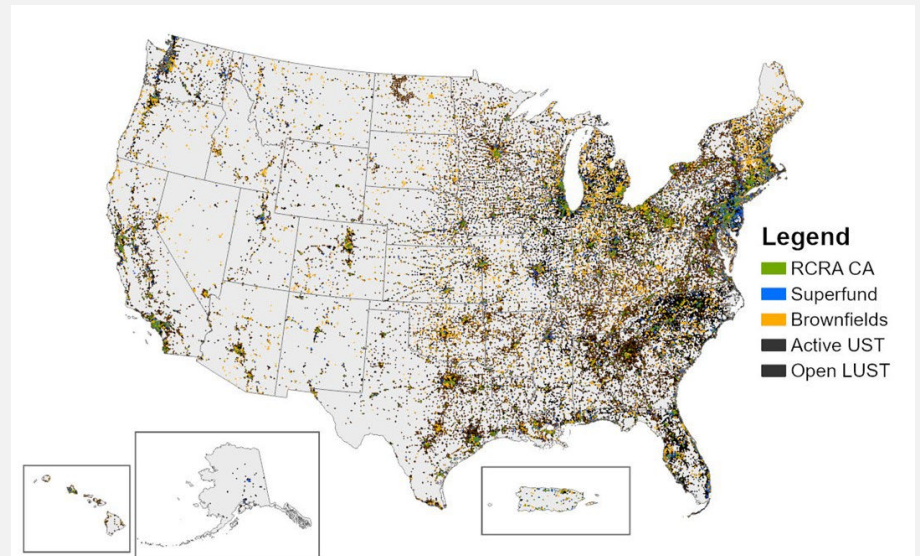 Legend
RCRA CA
Superfund
Brownfields
Active UST
Open LUST